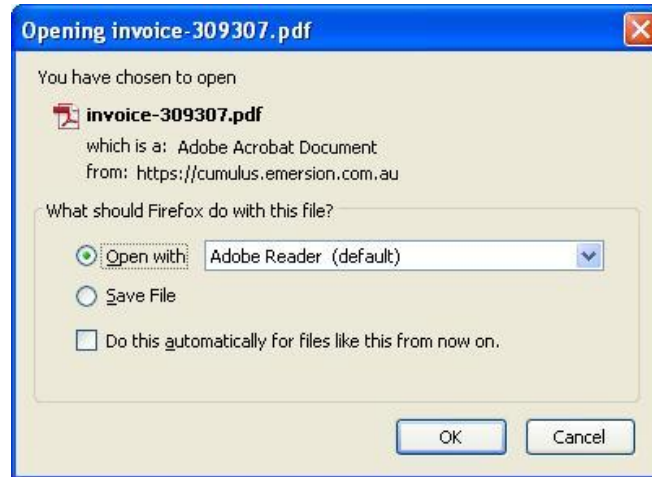 Opening invoice-309307.pdf
You have chosen to open
invoice-309307.pdf
which is a: Adobe Acrobat Document
from: https://cumulus.emersion.com.au
What should Firefox do with this file?
Open with Adobe Reader (default)
Save File
Do this automatically for files like this from now on.
OK Cancel